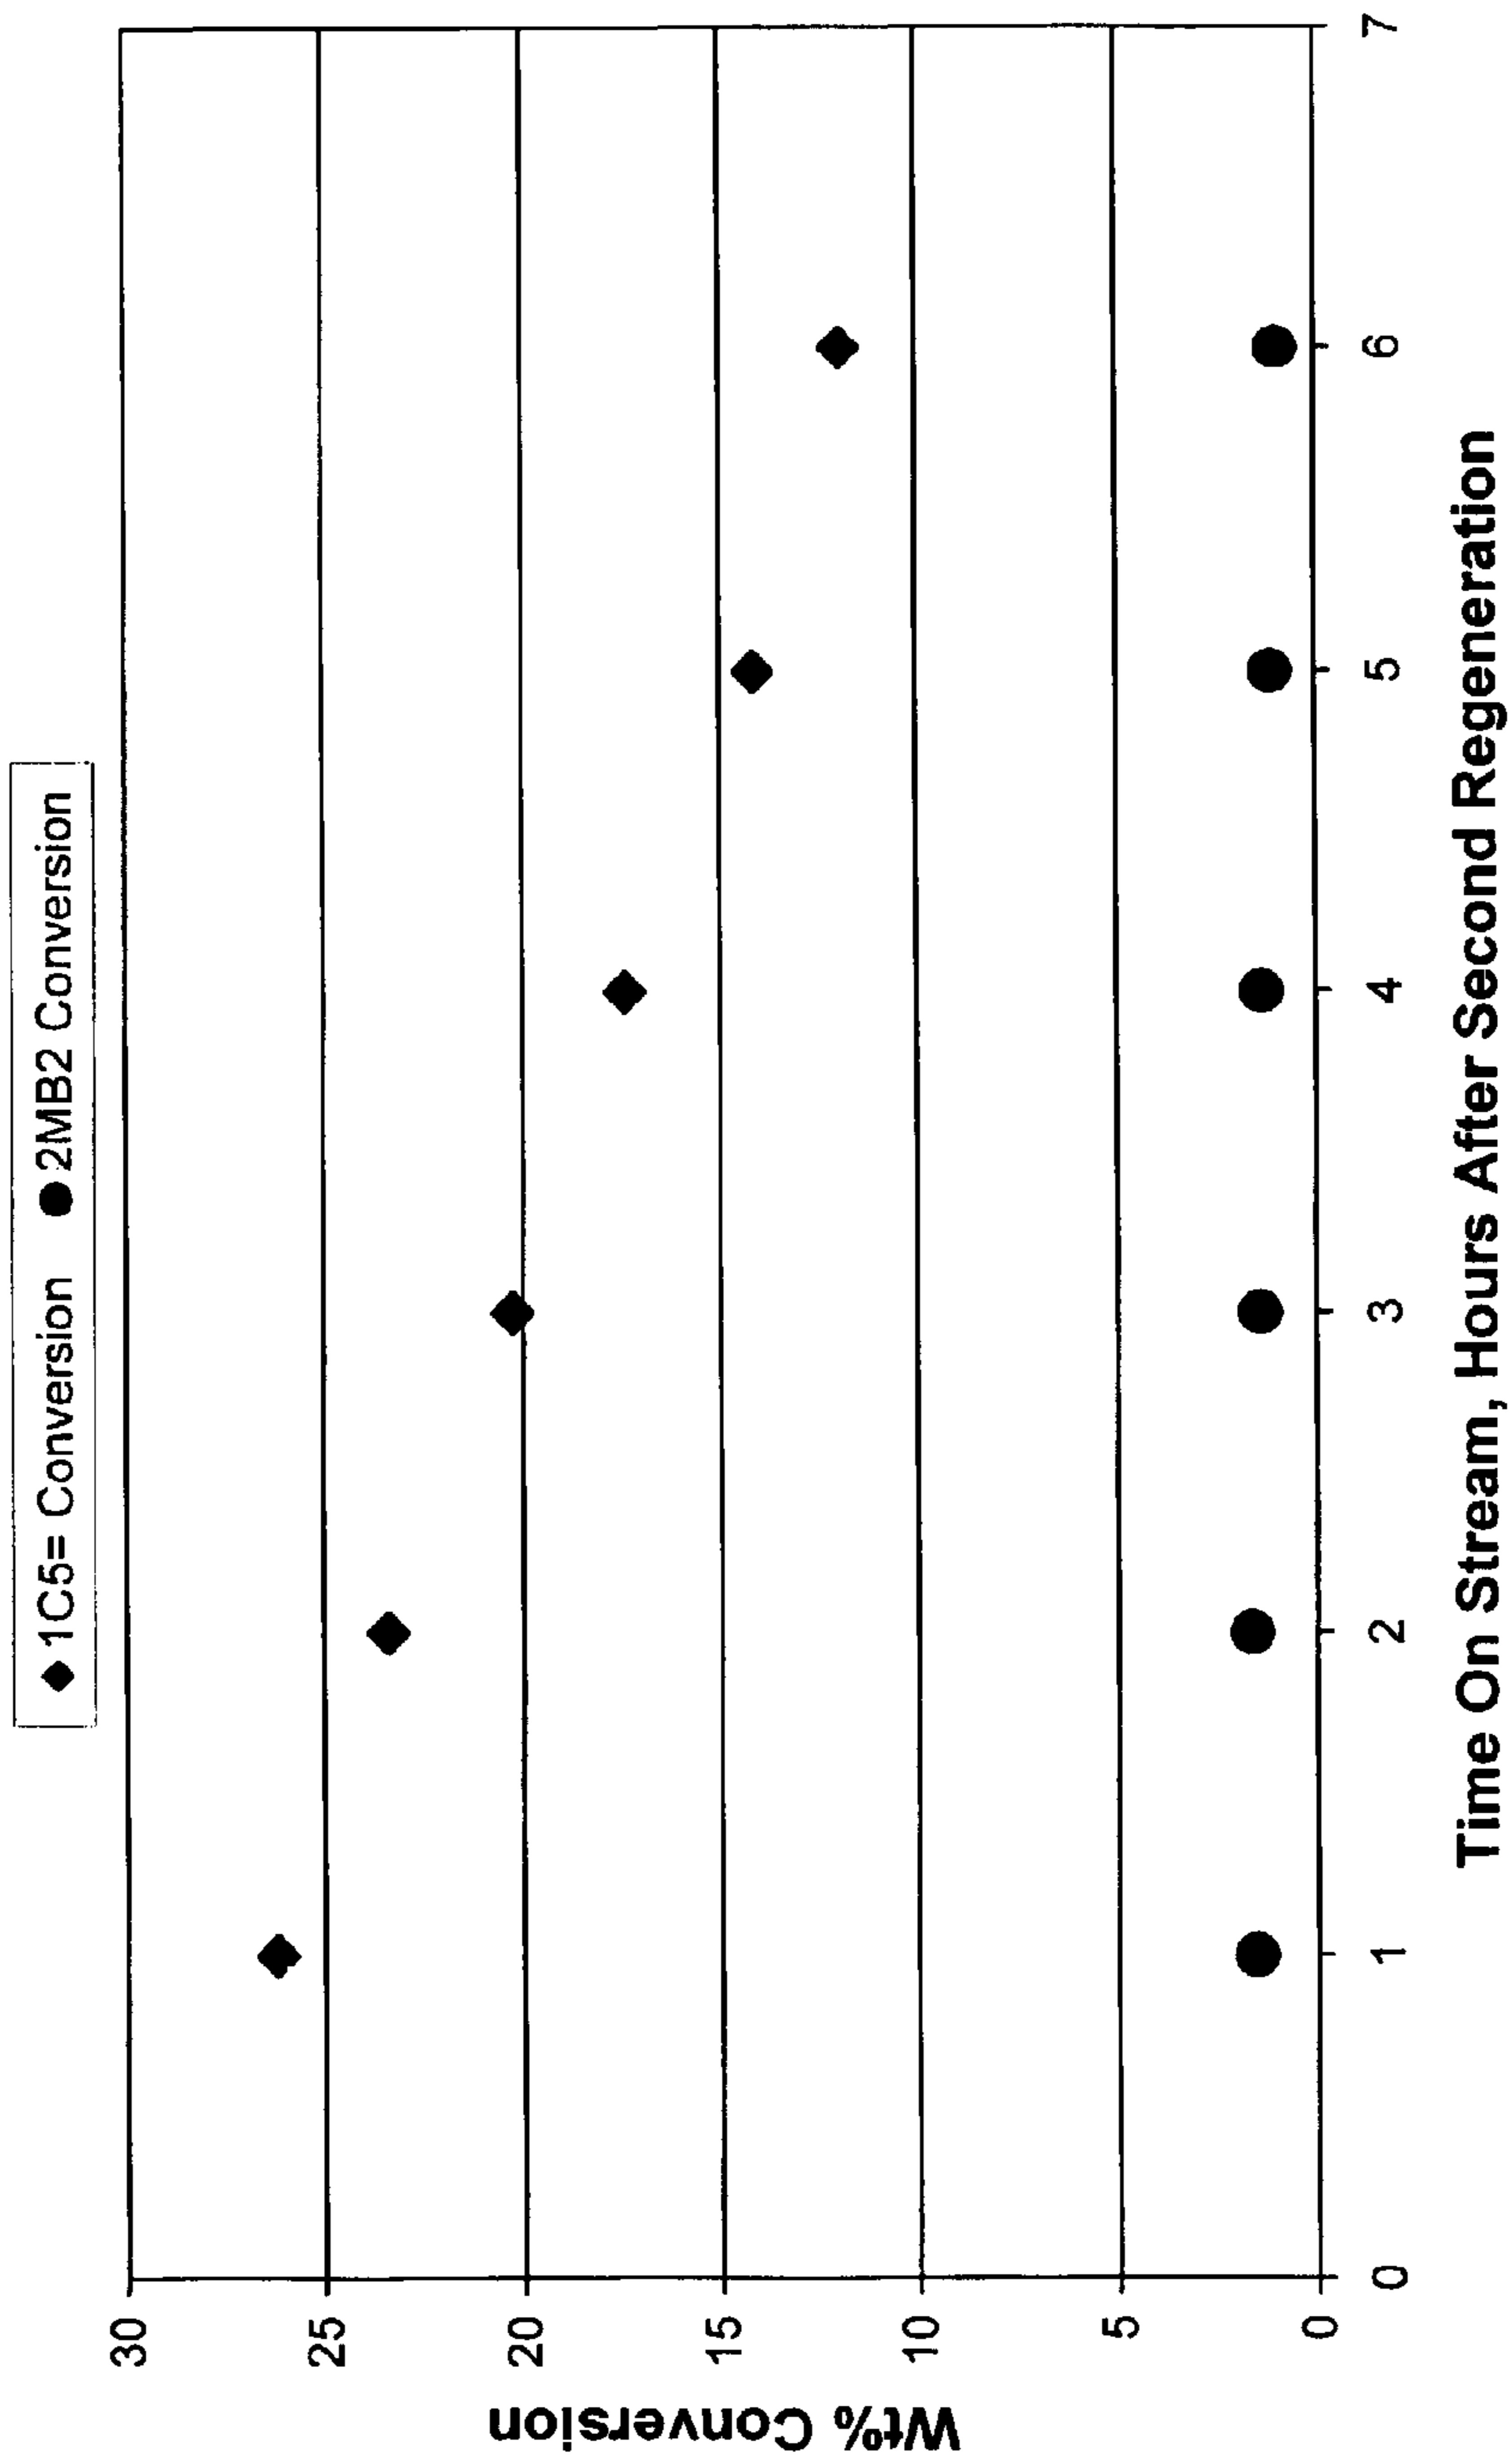 1C5= Conversion 2MB2 Conversion
Wt% Conversion
30
25
20
15
10
5
0
0 1 2 3 4 5 6 7
Time On Stream, Hours After Second Regeneration